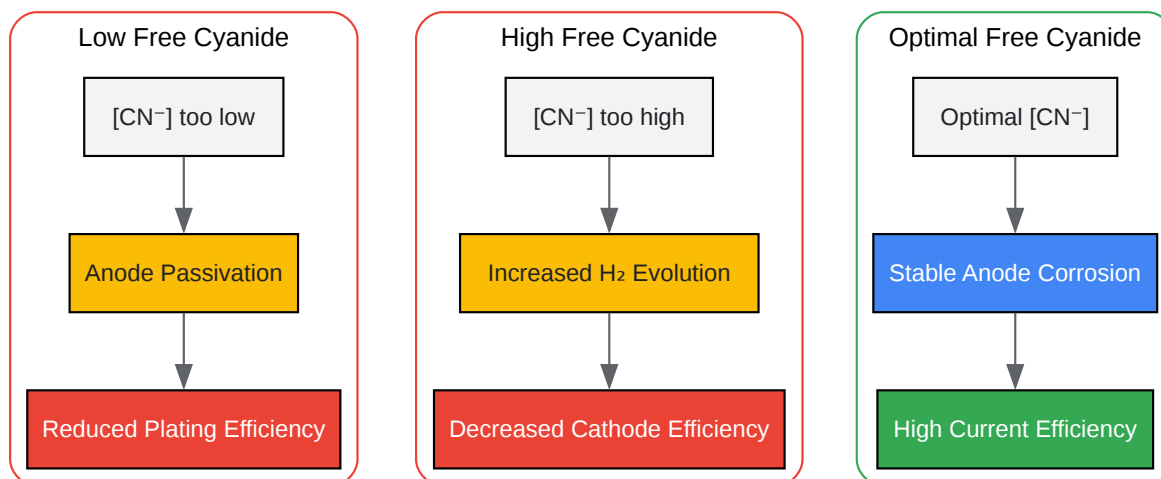 Low Free Cyanide
[CN⁻] too low
Anode Passivation
Reduced Plating Efficiency
High Free Cyanide
[CN⁻] too high
Increased H₂ Evolution
Decreased Cathode Efficiency
Optimal Free Cyanide
Optimal [CN⁻]
Stable Anode Corrosion
High Current Efficiency